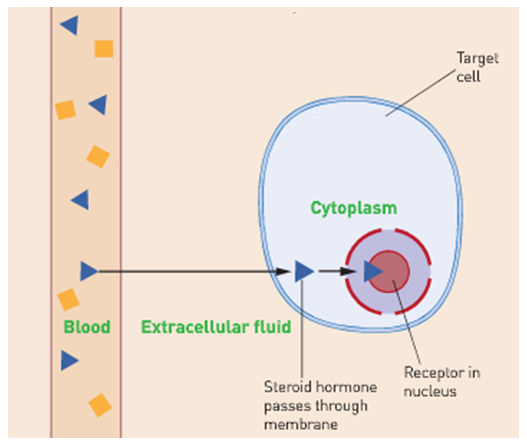 Target
cell
Cytoplasm
Blood
Extracellular fluid
Steroid hormone
passes through
membrane
Receptor in
nucleus